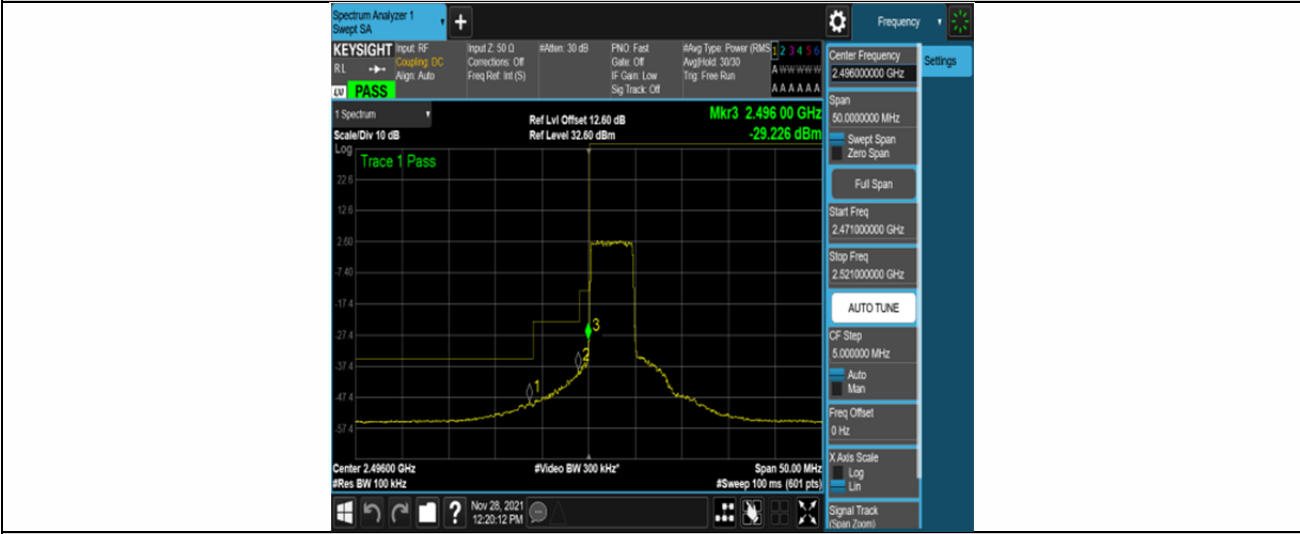 Spectrum Analyzer 1
Swept SA
+
Frequency
KEYSIGHT
RL
PASS
Input: RF
Coupling: DC
Align: Auto
Input Z: 50 Ω
Corrections: Off
Freq Ref: Int (S)
#Atten: 30 dB
PNO: Fast
Gate: Off
IF Gain: Low
Sig Track: Off
#Avg Type: Power (RMS
Avg|Hold: 30/30
Trig: Free Run
1 2 3 4 5 6
A W W W W W
A A A A A A
1 Spectrum
Scale/Div 10 dB
Ref Lvl Offset 12.60 dB
Ref Level 32.60 dBm
Mkr3 2.496 00 GHz
-29.226 dBm
Log
Trace 1 Pass
22.6
12.6
2.60
-7.40
-17.4
-27.4
-37.4
-47.4
-57.4
1
2
3
Center 2.49600 GHz
#Res BW 100 kHz
#Video BW 300 kHz*
Span 50.00 MHz
#Sweep 100 ms (601 pts)
?
Nov 28, 2021
12:20:12 PM
Center Frequency
2.496000000 GHz
Settings
Span
50.0000000 MHz
Swept Span
Zero Span
Full Span
Start Freq
2.471000000 GHz
Stop Freq
2.521000000 GHz
AUTO TUNE
CF Step
5.000000 MHz
Auto
Man
Freq Offset
0 Hz
X Axis Scale
Log
Lin
Signal Track
(Span Zoom)